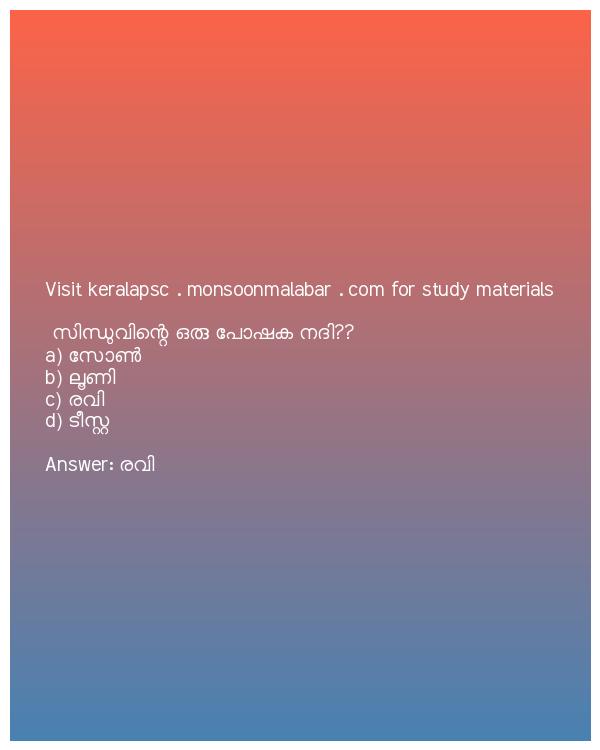 Visit keralapsc . monsoonmalabar . com for study materials
സിന്ധുവിന്റെ ഒരു പോഷക നദി??
a) സോൺ
b) ലൂണി
c) രവി
d) ടീസ്റ്റ
Answer: രവി